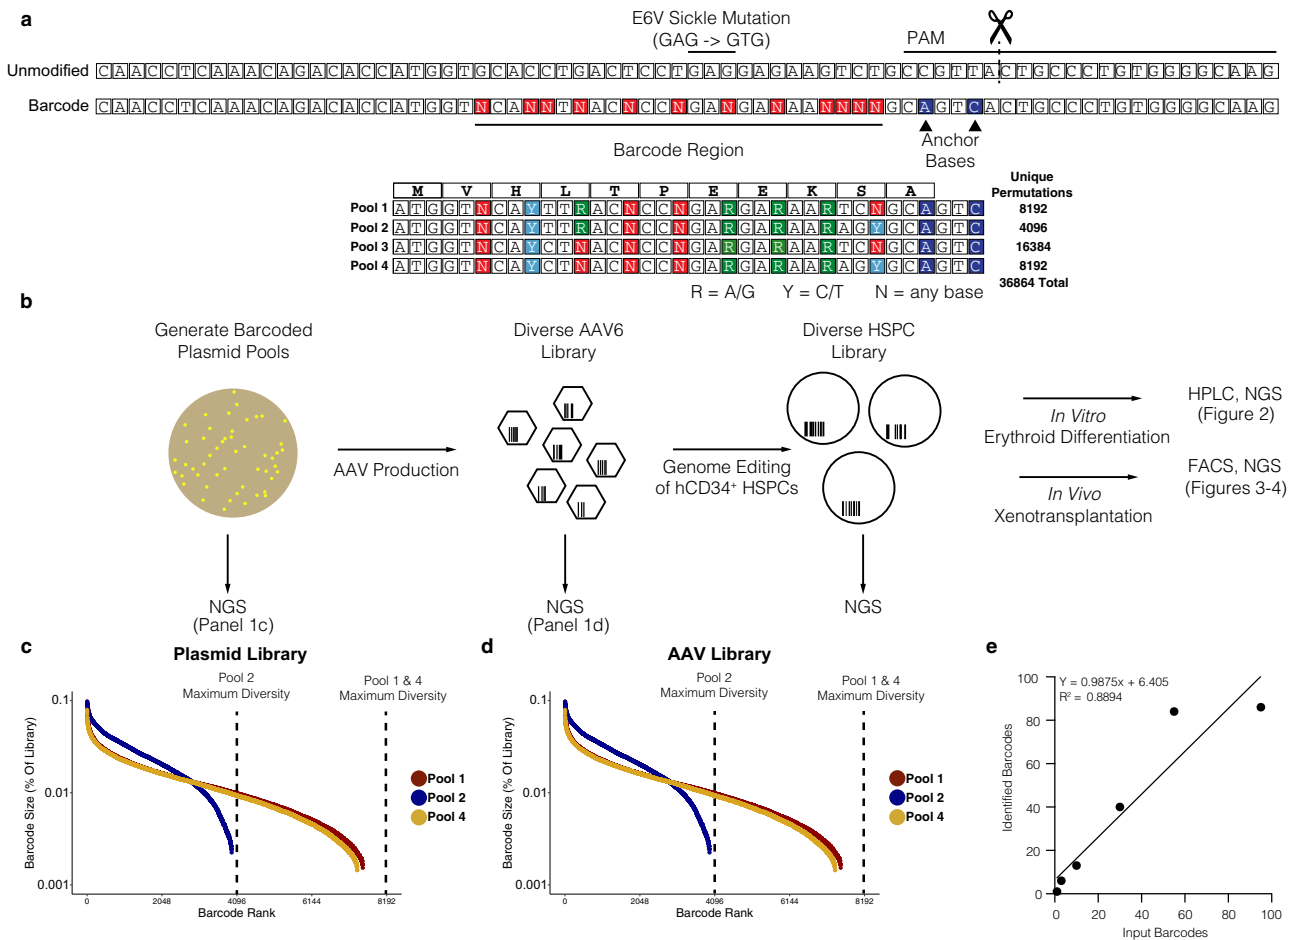 a
E6V Sickle Mutation
(GAG -> GTG)
PAM
Unmodified CAACCTCAAACAGACACCATGGTGCACCTGACTCCTGAGGAGAAGTCTGCCGTTACTGCCCTGTGGGGCAAG
Barcode CAACCTCAAACAGACACCATGGTNCANNTNACNCCNGANGANAANNNNGCAGTCACTGCCCTGTGGGGCAAG
Barcode Region
Anchor
Bases
Unique
Permutations
M V H L T P E E K S A
Pool 1 ATGGTNCAYTTRACNCCNGARGARAARTCNGCAGTC 8192
Pool 2 ATGGTNCAYTTRACNCCNGARGARAARAGYGCAGTC 4096
Pool 3 ATGGTNCAYCTNACNCCNGARGARAARTCNGCAGTC 16384
Pool 4 ATGGTNCAYCTNACNCCNGARGARAARAGYGCAGTC 8192
36864 Total
R = A/G Y = C/T N = any base
b
Generate Barcoded
Plasmid Pools
Diverse AAV6
Library
Diverse HSPC
Library
AAV Production
Genome Editing
of hCD34⁺ HSPCs
In Vitro
Erythroid Differentiation
HPLC, NGS
(Figure 2)
In Vivo
Xenotransplantation
FACS, NGS
(Figures 3-4)
NGS
(Panel 1c)
NGS
(Panel 1d)
NGS
c
Plasmid Library
Pool 2
Maximum Diversity
Pool 1 & 4
Maximum Diversity
Barcode Size (% Of Library)
0.1
0.01
0.001
Pool 1
Pool 2
Pool 4
0 2048 4096 6144 8192
Barcode Rank
d
AAV Library
Pool 2
Maximum Diversity
Pool 1 & 4
Maximum Diversity
Barcode Size (% Of Library)
0.1
0.01
0.001
Pool 1
Pool 2
Pool 4
0 2048 4096 6144 8192
Barcode Rank
e
Y = 0.9875x + 6.405
R² = 0.8894
Identified Barcodes
100
80
60
40
20
0
0 20 40 60 80 100
Input Barcodes